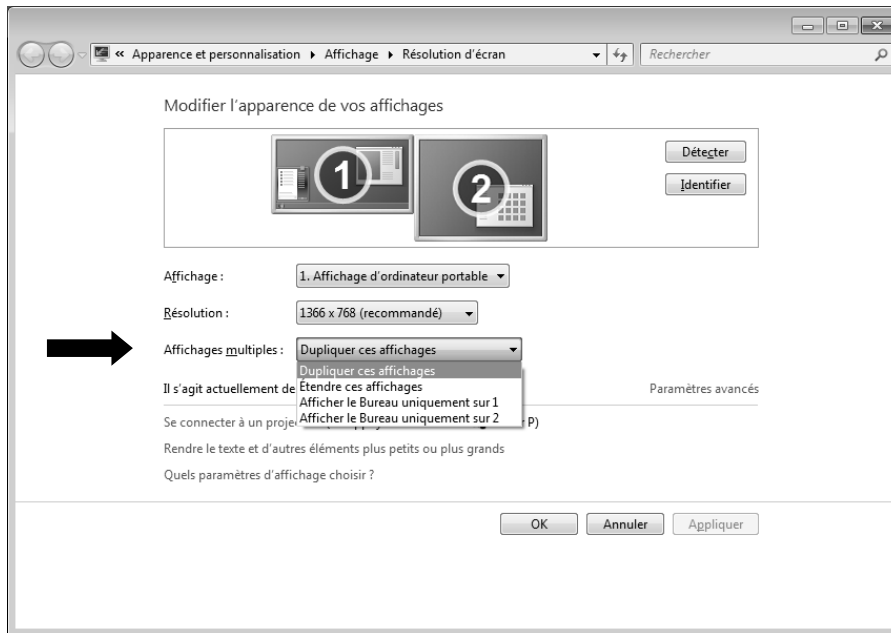 « Apparence et personnalisation Affichage Résolution d'écran Rechercher
Modifier l'apparence de vos affichages
1
2
Détecter
Identifier
Affichage :
1. Affichage d'ordinateur portable
Résolution :
1366 x 768 (recommandé)
Affichages multiples :
Dupliquer ces affichages
Dupliquer ces affichages
Étendre ces affichages
Afficher le Bureau uniquement sur 1
Afficher le Bureau uniquement sur 2
Il s'agit actuellement de
Paramètres avancés
Se connecter à un P)
Rendre le texte et d'autres éléments plus petits ou plus grands
Quels paramètres d'affichage choisir ?
OK Annuler Appliquer